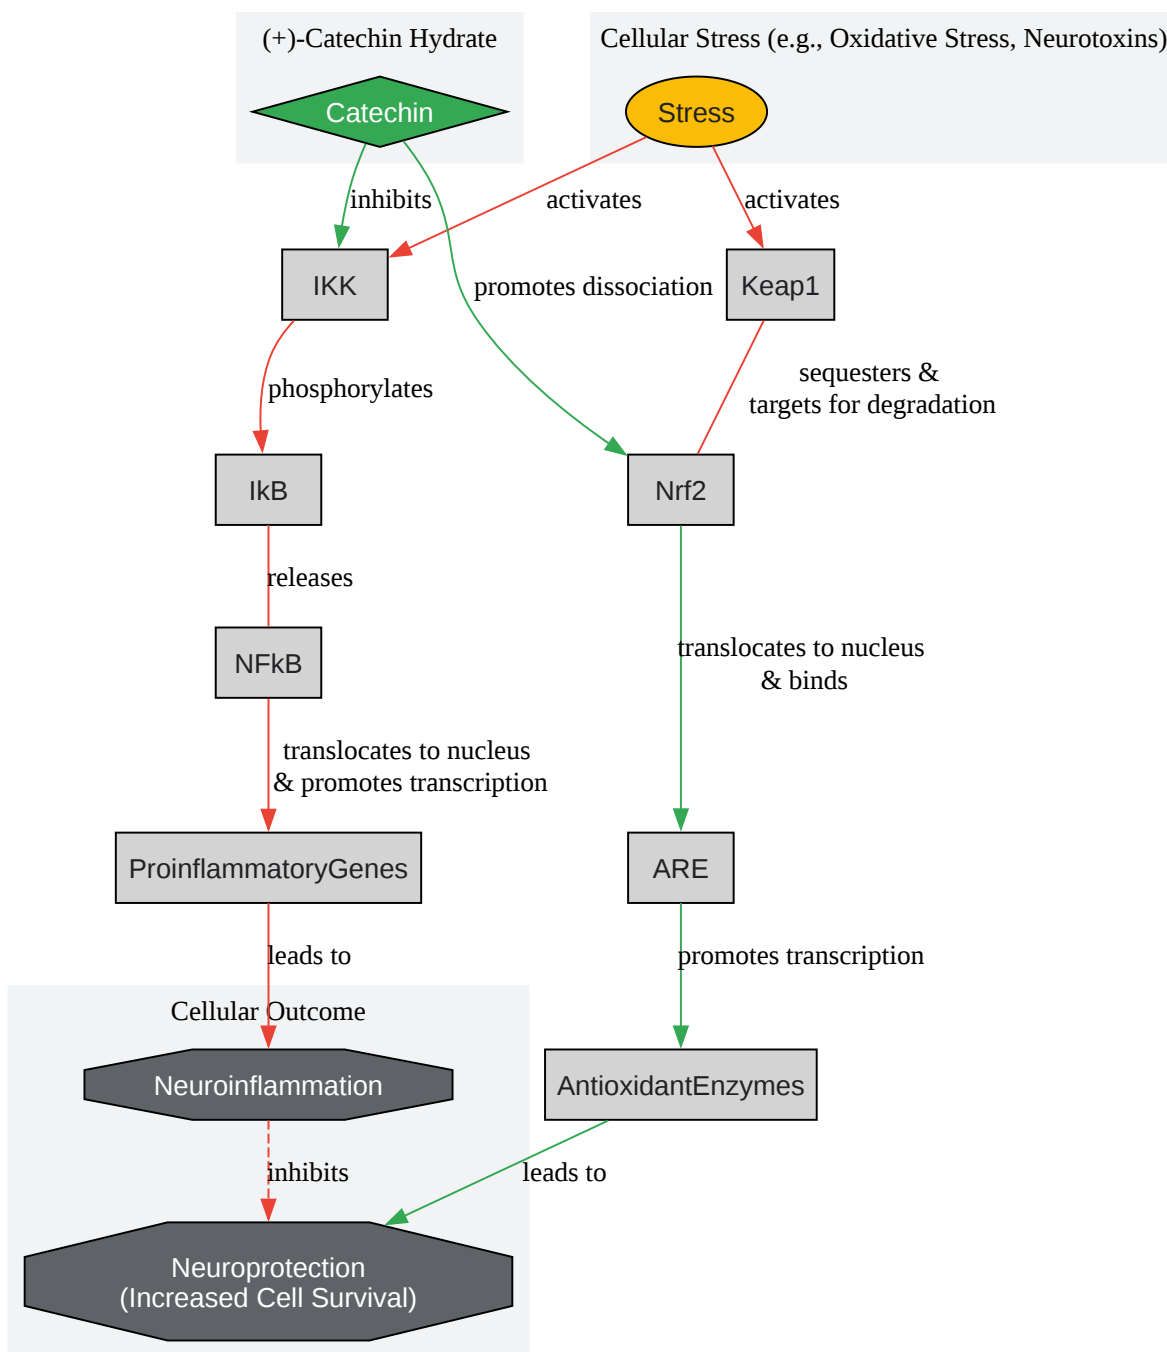 (+)-Catechin Hydrate
Cellular Stress (e.g., Oxidative Stress, Neurotoxins)
Catechin
Stress
inhibits
activates
activates
IKK
promotes dissociation
Keap1
phosphorylates
sequesters &
targets for degradation
IkB
Nrf2
releases
NFkB
translocates to nucleus
& binds
translocates to nucleus
& promotes transcription
ProinflammatoryGenes
ARE
leads to
promotes transcription
Cellular Outcome
Neuroinflammation
AntioxidantEnzymes
inhibits
leads to
Neuroprotection
(Increased Cell Survival)